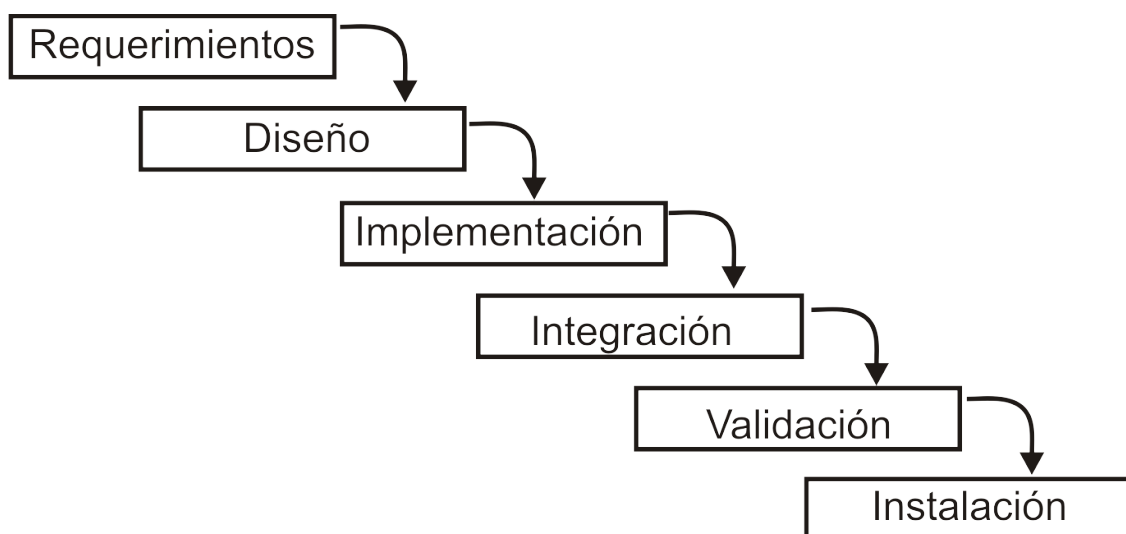 Requerimientos
Diseño
Implementación
Integración
Validación
Instalación